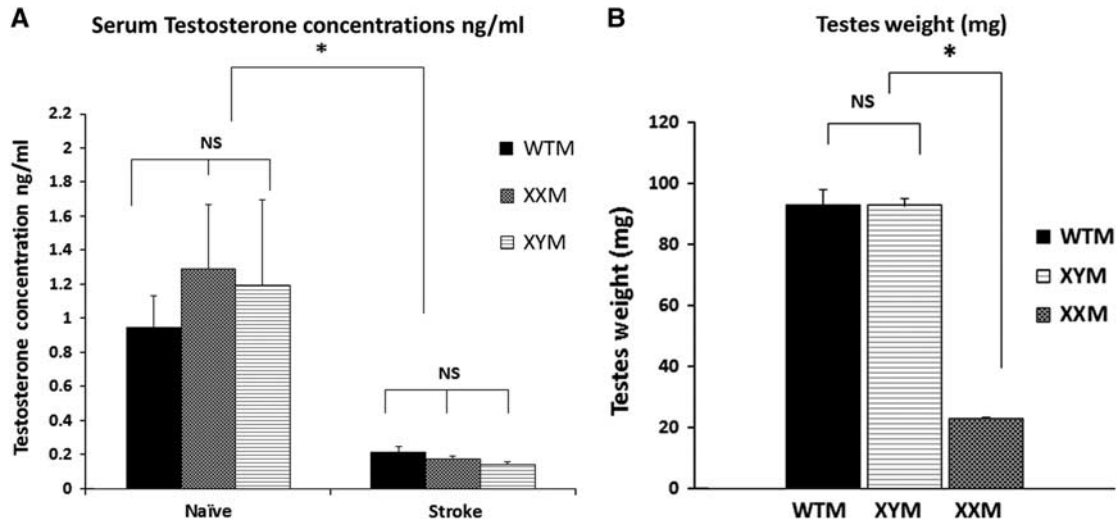 A
Serum Testosterone concentrations ng/ml
*
Testosterone concentration ng/ml
2.2
2
1.8
1.6
1.4
1.2
1
0.8
0.6
0.4
0.2
0
NS
NS
WTM
XXM
XYM
Naïve
Stroke
B
Testes weight (mg)
*
NS
Testes weight (mg)
120
100
80
60
40
20
0
WTM
XYM
XXM
WTM
XYM
XXM